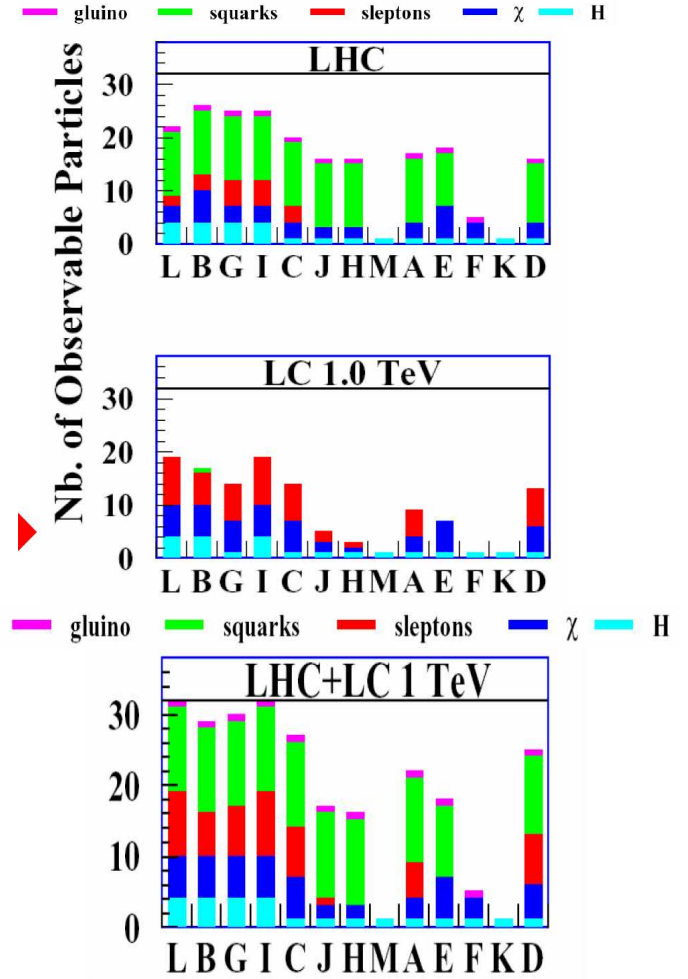 gluino squarks sleptons χ H
Nb. of Observable Particles
LHC
30
20
10
0
L B G I C J H M A E F K D
LC 1.0 TeV
30
20
10
0
L B G I C J H M A E F K D
gluino squarks sleptons χ H
LHC+LC 1 TeV
30
20
10
0
L B G I C J H M A E F K D